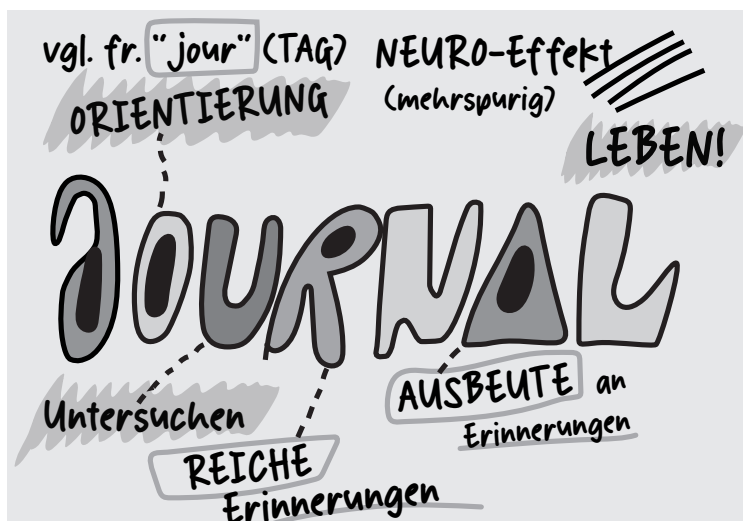 vgl. fr. "jour" (TAG)
NEURO-Effekt
(mehrspurig)
ORIENTIERUNG
LEBEN!
JOURNAL
AUSBEUTE an
Erinnerungen
Untersuchen
REICHE
Erinnerungen